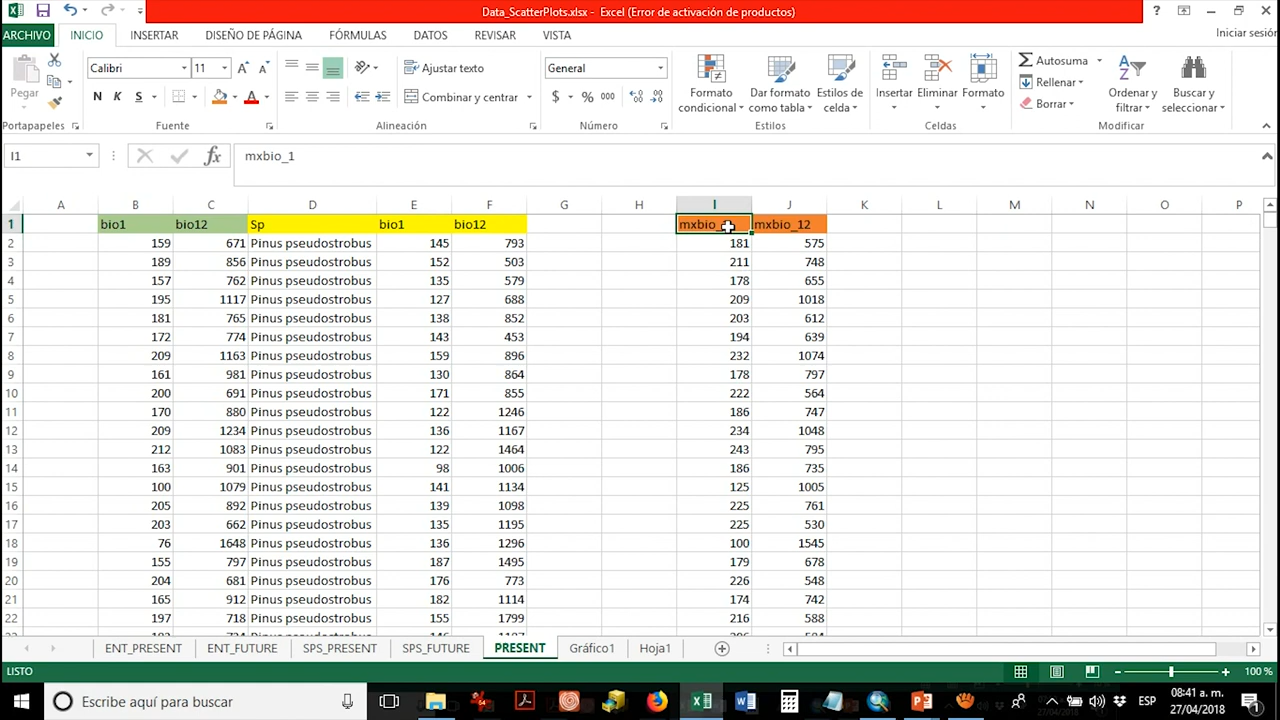 Data_ScatterPlots.xlsx - Excel (Error de activación de productos)
ARCHIVO INICIO INSERTAR DISEÑO DE PÁGINA FÓRMULAS DATOS REVISAR VISTA Iniciar sesión
Calibri 11 Ajustar texto General Autosuma
Pegar N K S Combinar y centrar $ % 000 Formato condicional Dar formato como tabla Estilos de celda Insertar Eliminar Formato Rellenar Borrar Ordenar y filtrar Buscar y seleccionar
Portapapeles Fuente Alineación Número Estilos Celdas Modificar
I1 fx mxbio_1
A B C D E F G H I J K L M N O P
1 bio1 bio12 Sp bio1 bio12 mxbio_ mxbio_12
2 159 671 Pinus pseudostrobus 145 793 181 575
3 189 856 Pinus pseudostrobus 152 503 211 748
4 157 762 Pinus pseudostrobus 135 579 178 655
5 195 1117 Pinus pseudostrobus 127 688 209 1018
6 181 765 Pinus pseudostrobus 138 852 203 612
7 172 774 Pinus pseudostrobus 143 453 194 639
8 209 1163 Pinus pseudostrobus 159 896 232 1074
9 161 981 Pinus pseudostrobus 130 864 178 797
10 200 691 Pinus pseudostrobus 171 855 222 564
11 170 880 Pinus pseudostrobus 122 1246 186 747
12 209 1234 Pinus pseudostrobus 136 1167 234 1048
13 212 1083 Pinus pseudostrobus 122 1464 243 795
14 163 901 Pinus pseudostrobus 98 1006 186 735
15 100 1079 Pinus pseudostrobus 141 1134 125 1005
16 205 892 Pinus pseudostrobus 139 1098 225 761
17 203 662 Pinus pseudostrobus 135 1195 225 530
18 76 1648 Pinus pseudostrobus 136 1296 100 1545
19 155 797 Pinus pseudostrobus 187 1495 179 678
20 204 681 Pinus pseudostrobus 176 773 226 548
21 165 912 Pinus pseudostrobus 182 1114 174 742
22 197 718 Pinus pseudostrobus 155 1799 216 588
ENT_PRESENT ENT_FUTURE SPS_PRESENT SPS_FUTURE PRESENT Gráfico1 Hoja1
LISTO 100 %
Escribe aquí para buscar ESP 08:41 a. m.
27/04/2018